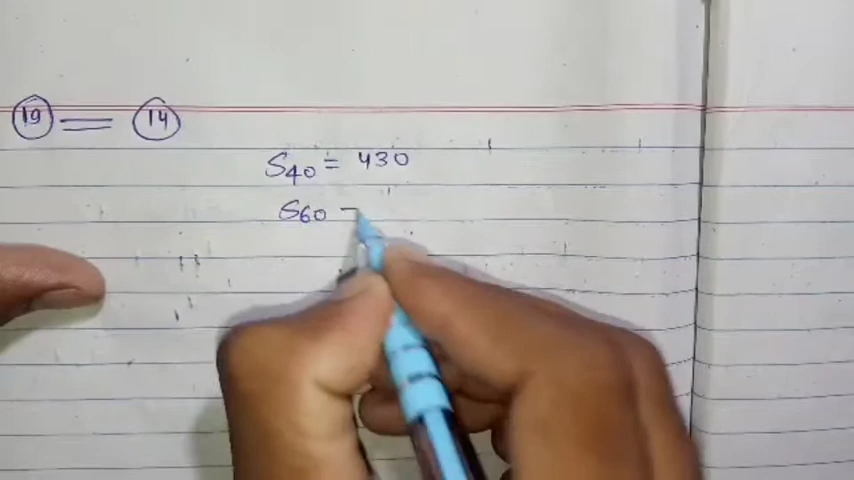 19 = 14
S40 = 430
S60 -